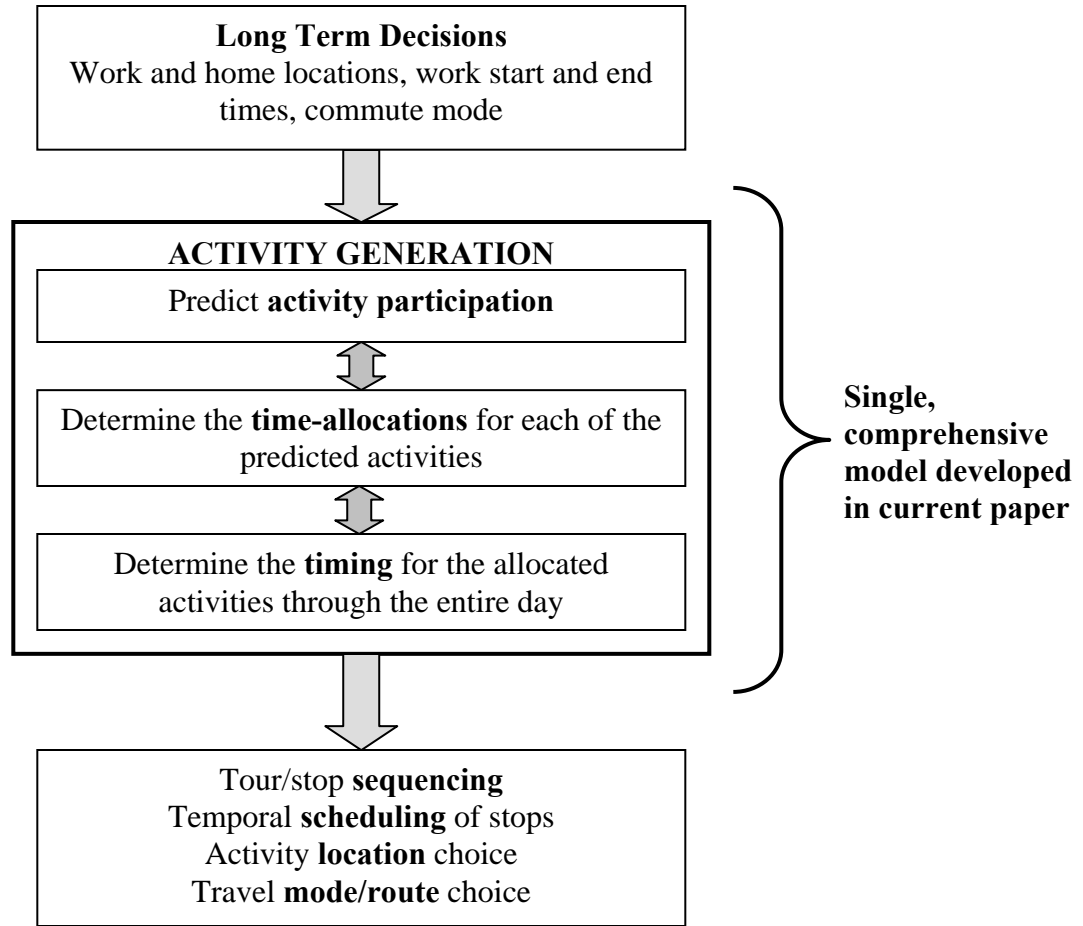 Long Term Decisions
Work and home locations, work start and end
times, commute mode
ACTIVITY GENERATION
Predict activity participation
Determine the time-allocations for each of the
predicted activities
Determine the timing for the allocated
activities through the entire day
Single,
comprehensive
model developed
in current paper
Tour/stop sequencing
Temporal scheduling of stops
Activity location choice
Travel mode/route choice